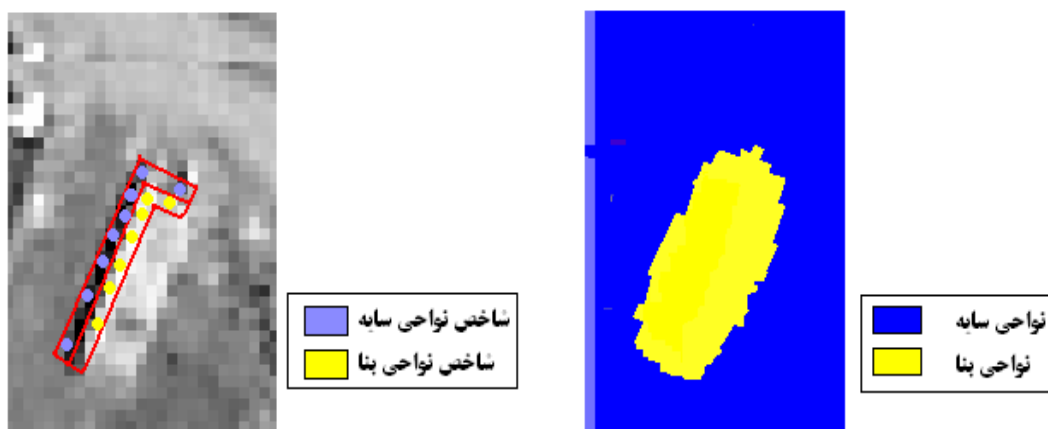 شاخص نواحی سایه
شاخص نواحی بنا
نواحی سایه
نواحی بنا